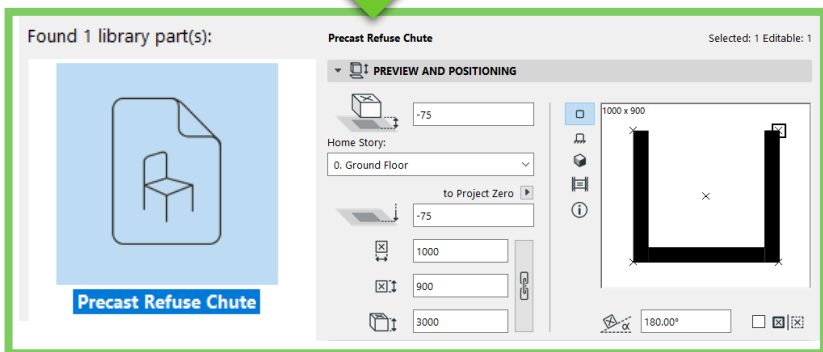 Found 1 library part(s):
Precast Refuse Chute
Precast Refuse Chute
Selected: 1 Editable: 1
PREVIEW AND POSITIONING
-75
Home Story:
0. Ground Floor
to Project Zero
-75
1000
900
3000
1000 x 900
α
180.00°